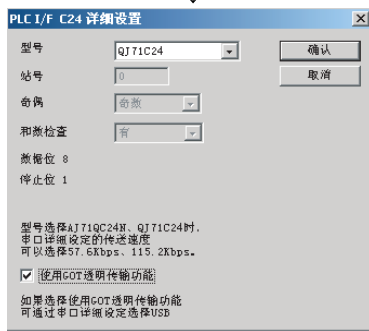 PLC I/F C24 详细设置
型号 QJ71C24 确认
站号 0 取消
奇偶 奇数
和数检查 有
数据位 8
停止位 1
型号选择AJ71QC24N、QJ71C24时.
串口详细设定的传送速度
可以选择57.6Kbps、115.2Kbps。
使用GOT透明传输功能
如果选择使用GOT透明传输功能
可通过串口详细设定选择USB